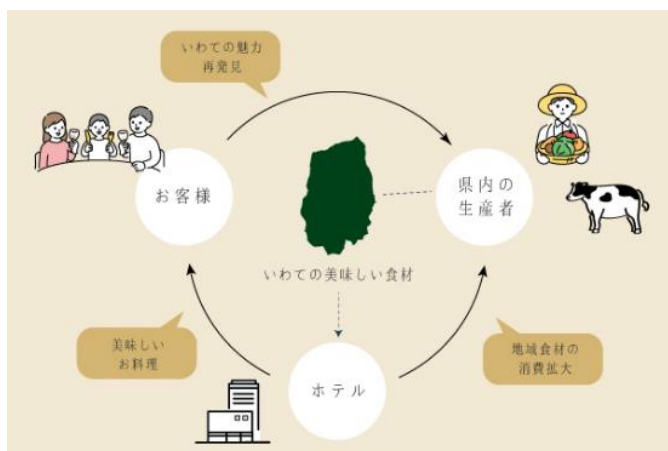 いわての魅力
再発見
お客様
県内の
生産者
いわての美味しい食材
美味しい
お料理
地域食材の
消費拡大
ホテル